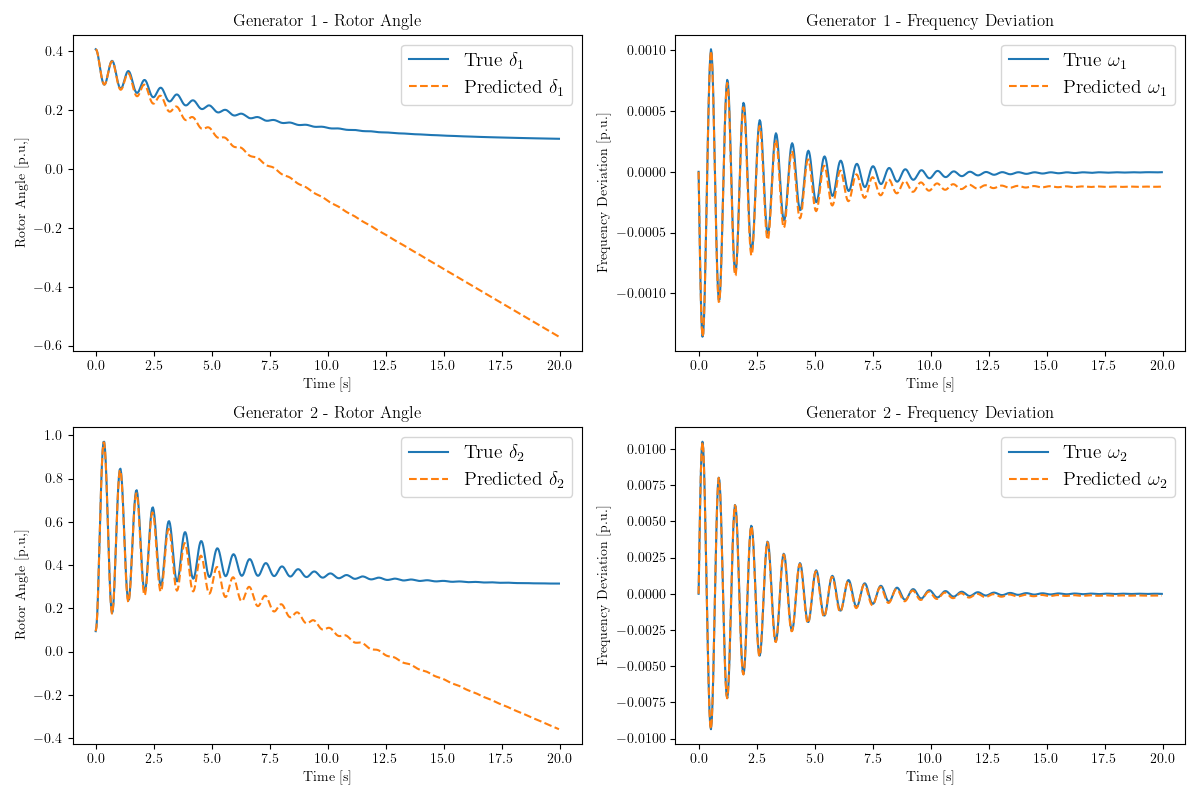 Generator 1 - Rotor Angle
Rotor Angle [p.u,]
0.4
0.2
0.0
−0.2
−0.4
−0.6
True δ1
Predicted δ1
0.0 2.5 5.0 7.5 10.0 12.5 15.0 17.5 20.0
Time [s]
Generator 1 - Frequency Deviation
Frequency Deviation [p.u.]
0.0010
0.0005
0.0000
−0.0005
−0.0010
True ω1
Predicted ω1
0.0 2.5 5.0 7.5 10.0 12.5 15.0 17.5 20.0
Time [s]
Generator 2 - Rotor Angle
Rotor Angle [p.u,]
1.0
0.8
0.6
0.4
0.2
0.0
−0.2
−0.4
True δ2
Predicted δ2
0.0 2.5 5.0 7.5 10.0 12.5 15.0 17.5 20.0
Time [s]
Generator 2 - Frequency Deviation
Frequency Deviation [p.u.]
0.0100
0.0075
0.0050
0.0025
0.0000
−0.0025
−0.0050
−0.0075
−0.0100
True ω2
Predicted ω2
0.0 2.5 5.0 7.5 10.0 12.5 15.0 17.5 20.0
Time [s]